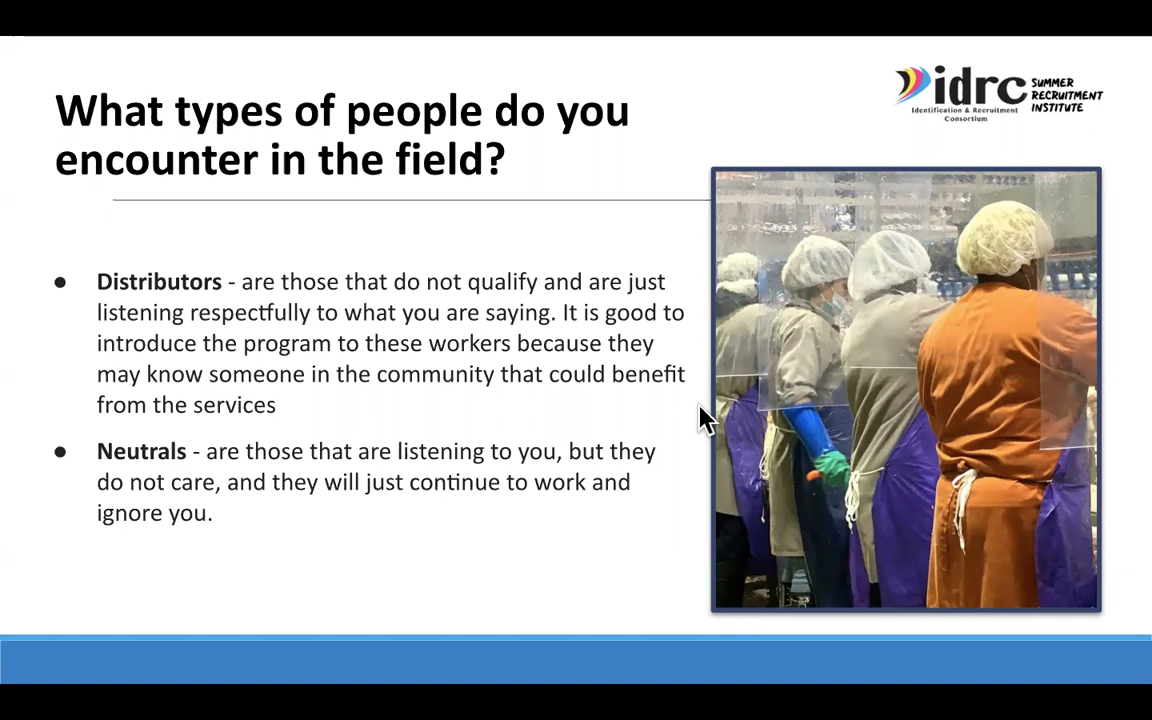 What types of people do you
encounter in the field?
idrc
Identification & Recruitment
Consortium
SUMMER
RECRUITMENT
INSTITUTE
● Distributors - are those that do not qualify and are just
listening respectfully to what you are saying. It is good to
introduce the program to these workers because they
may know someone in the community that could benefit
from the services
● Neutrals - are those that are listening to you, but they
do not care, and they will just continue to work and
ignore you.